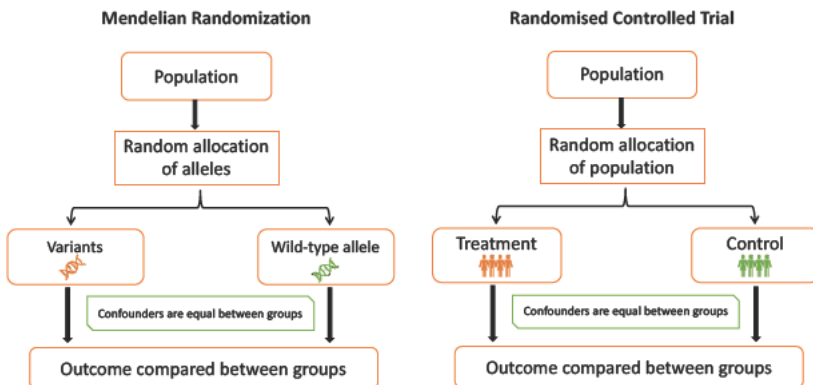 Mendelian Randomization
Population
Random allocation
of alleles
Variants
Wild-type allele
Confounders are equal between groups
Outcome compared between groups
Randomised Controlled Trial
Population
Random allocation
of population
Treatment
Control
Confounders are equal between groups
Outcome compared between groups